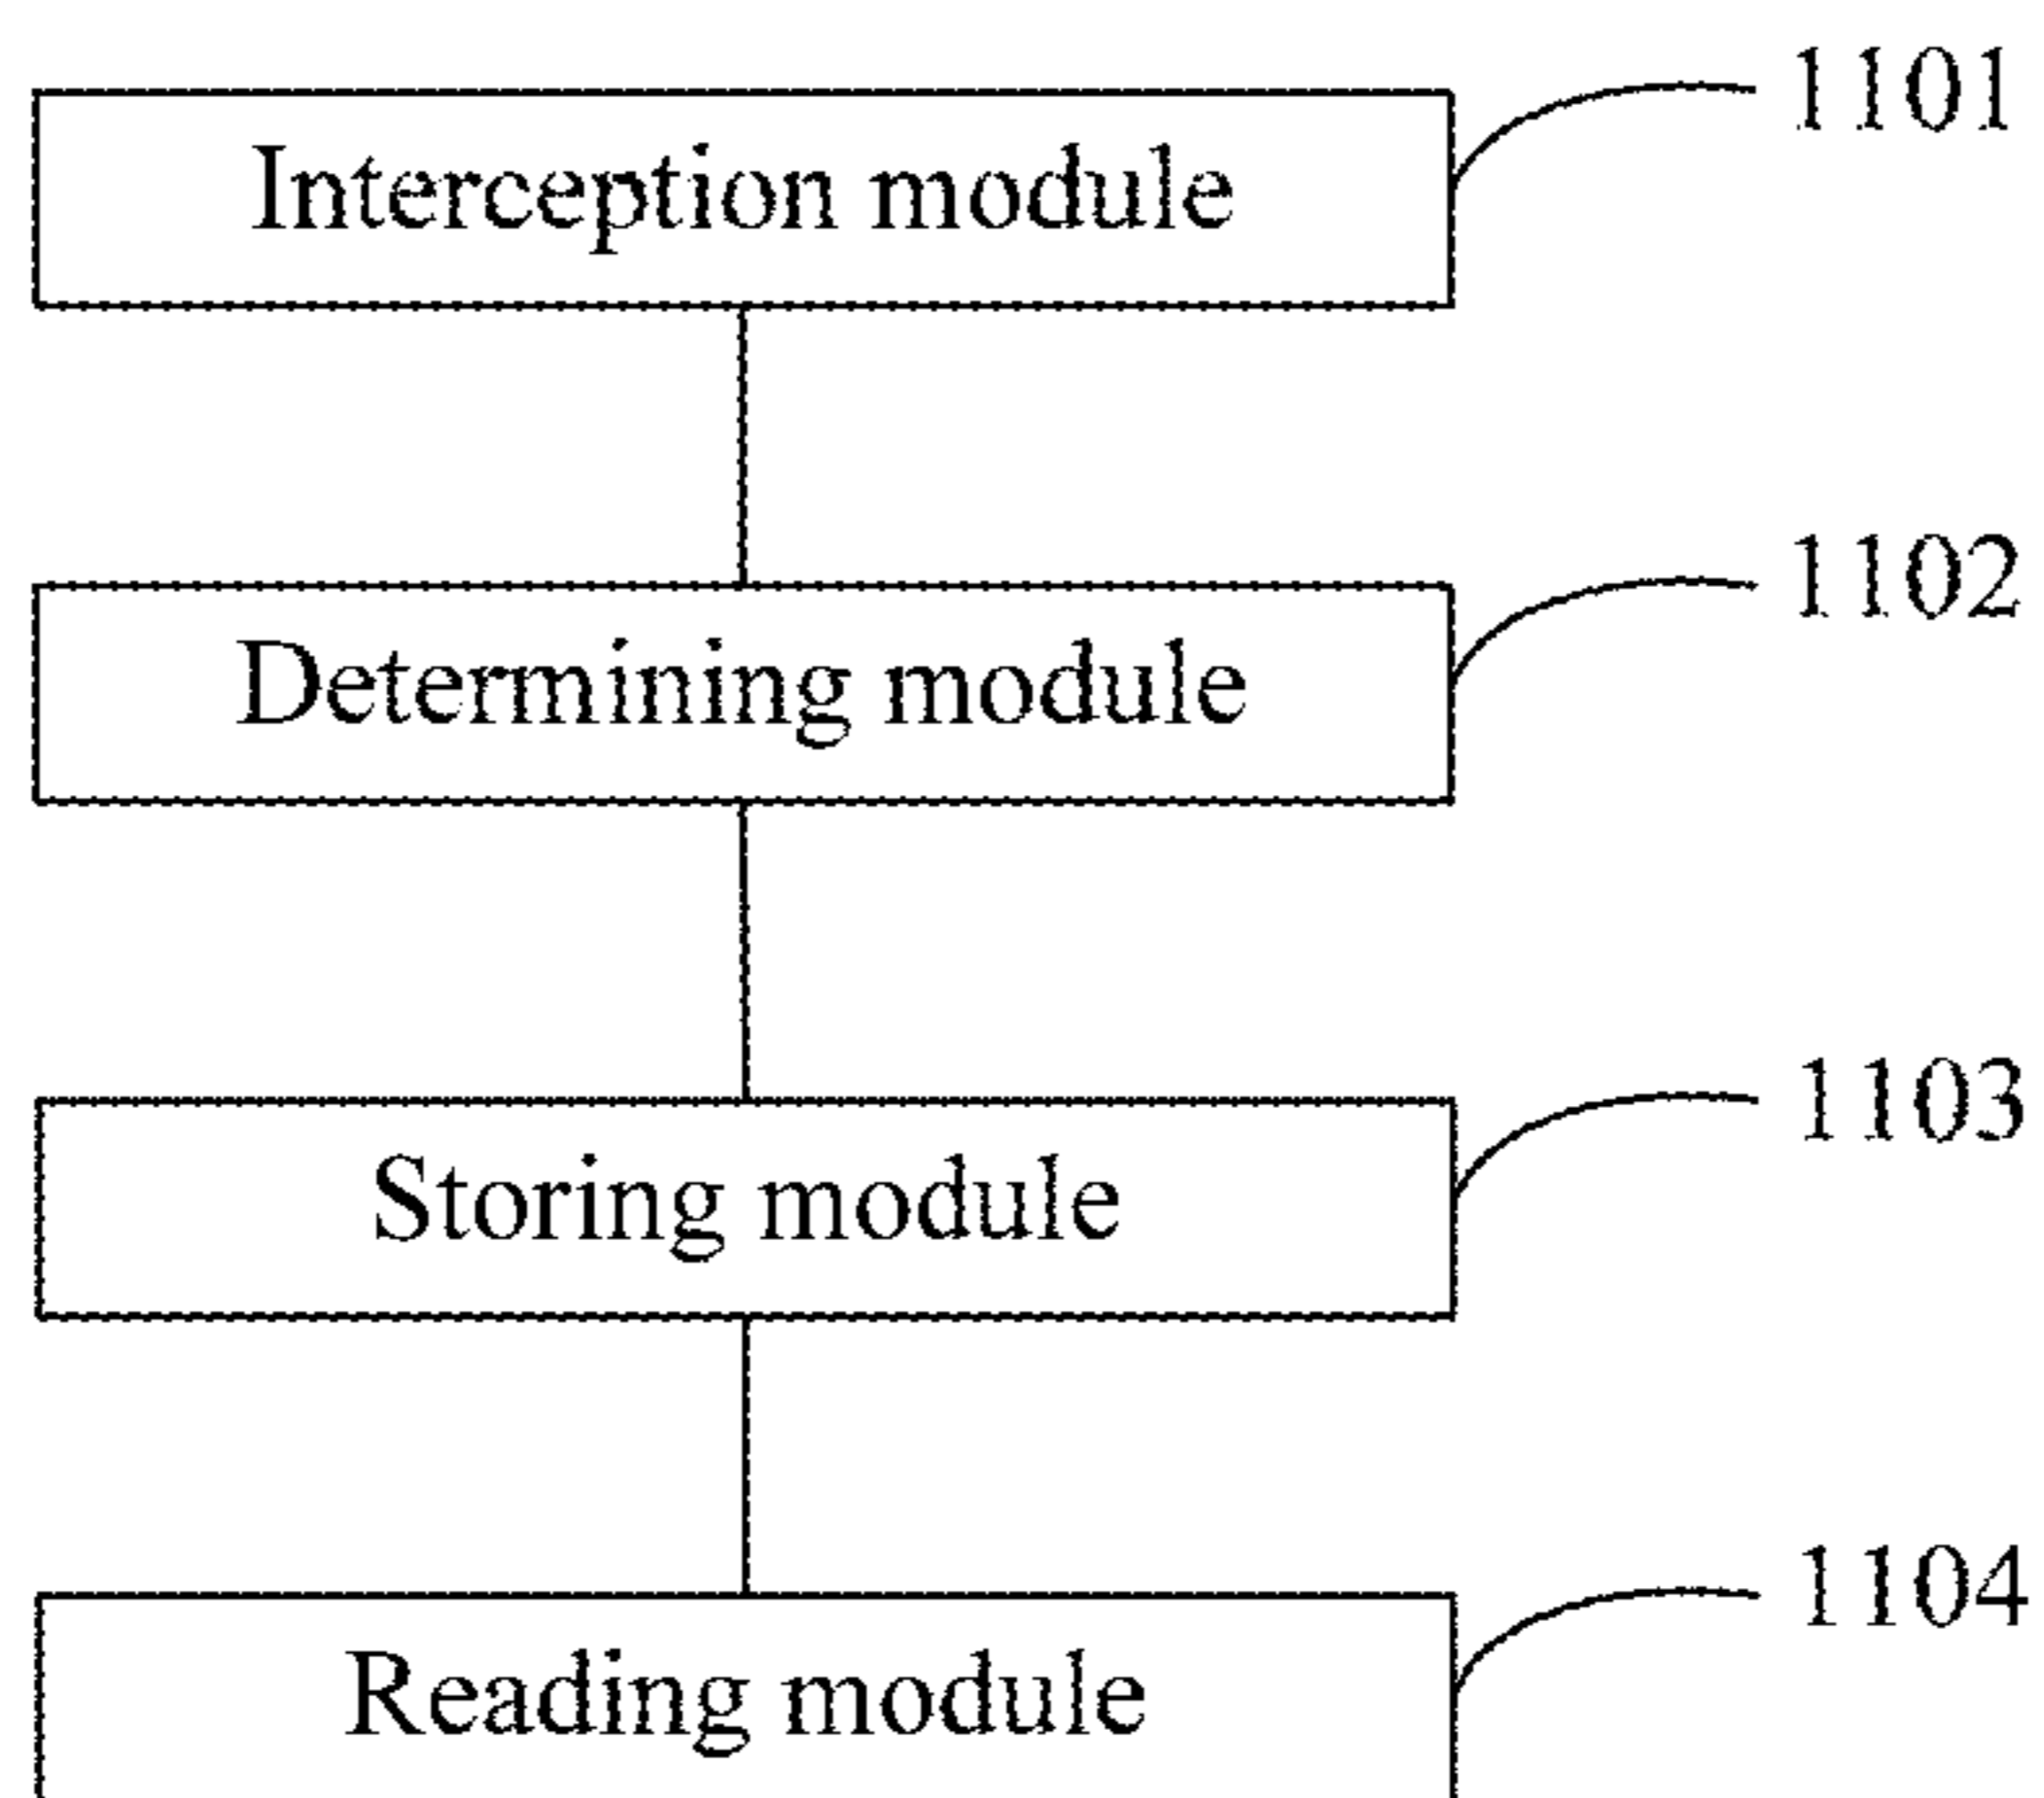 1101
Interception module
1102
Determining module
1103
Storing module
1104
Reading module